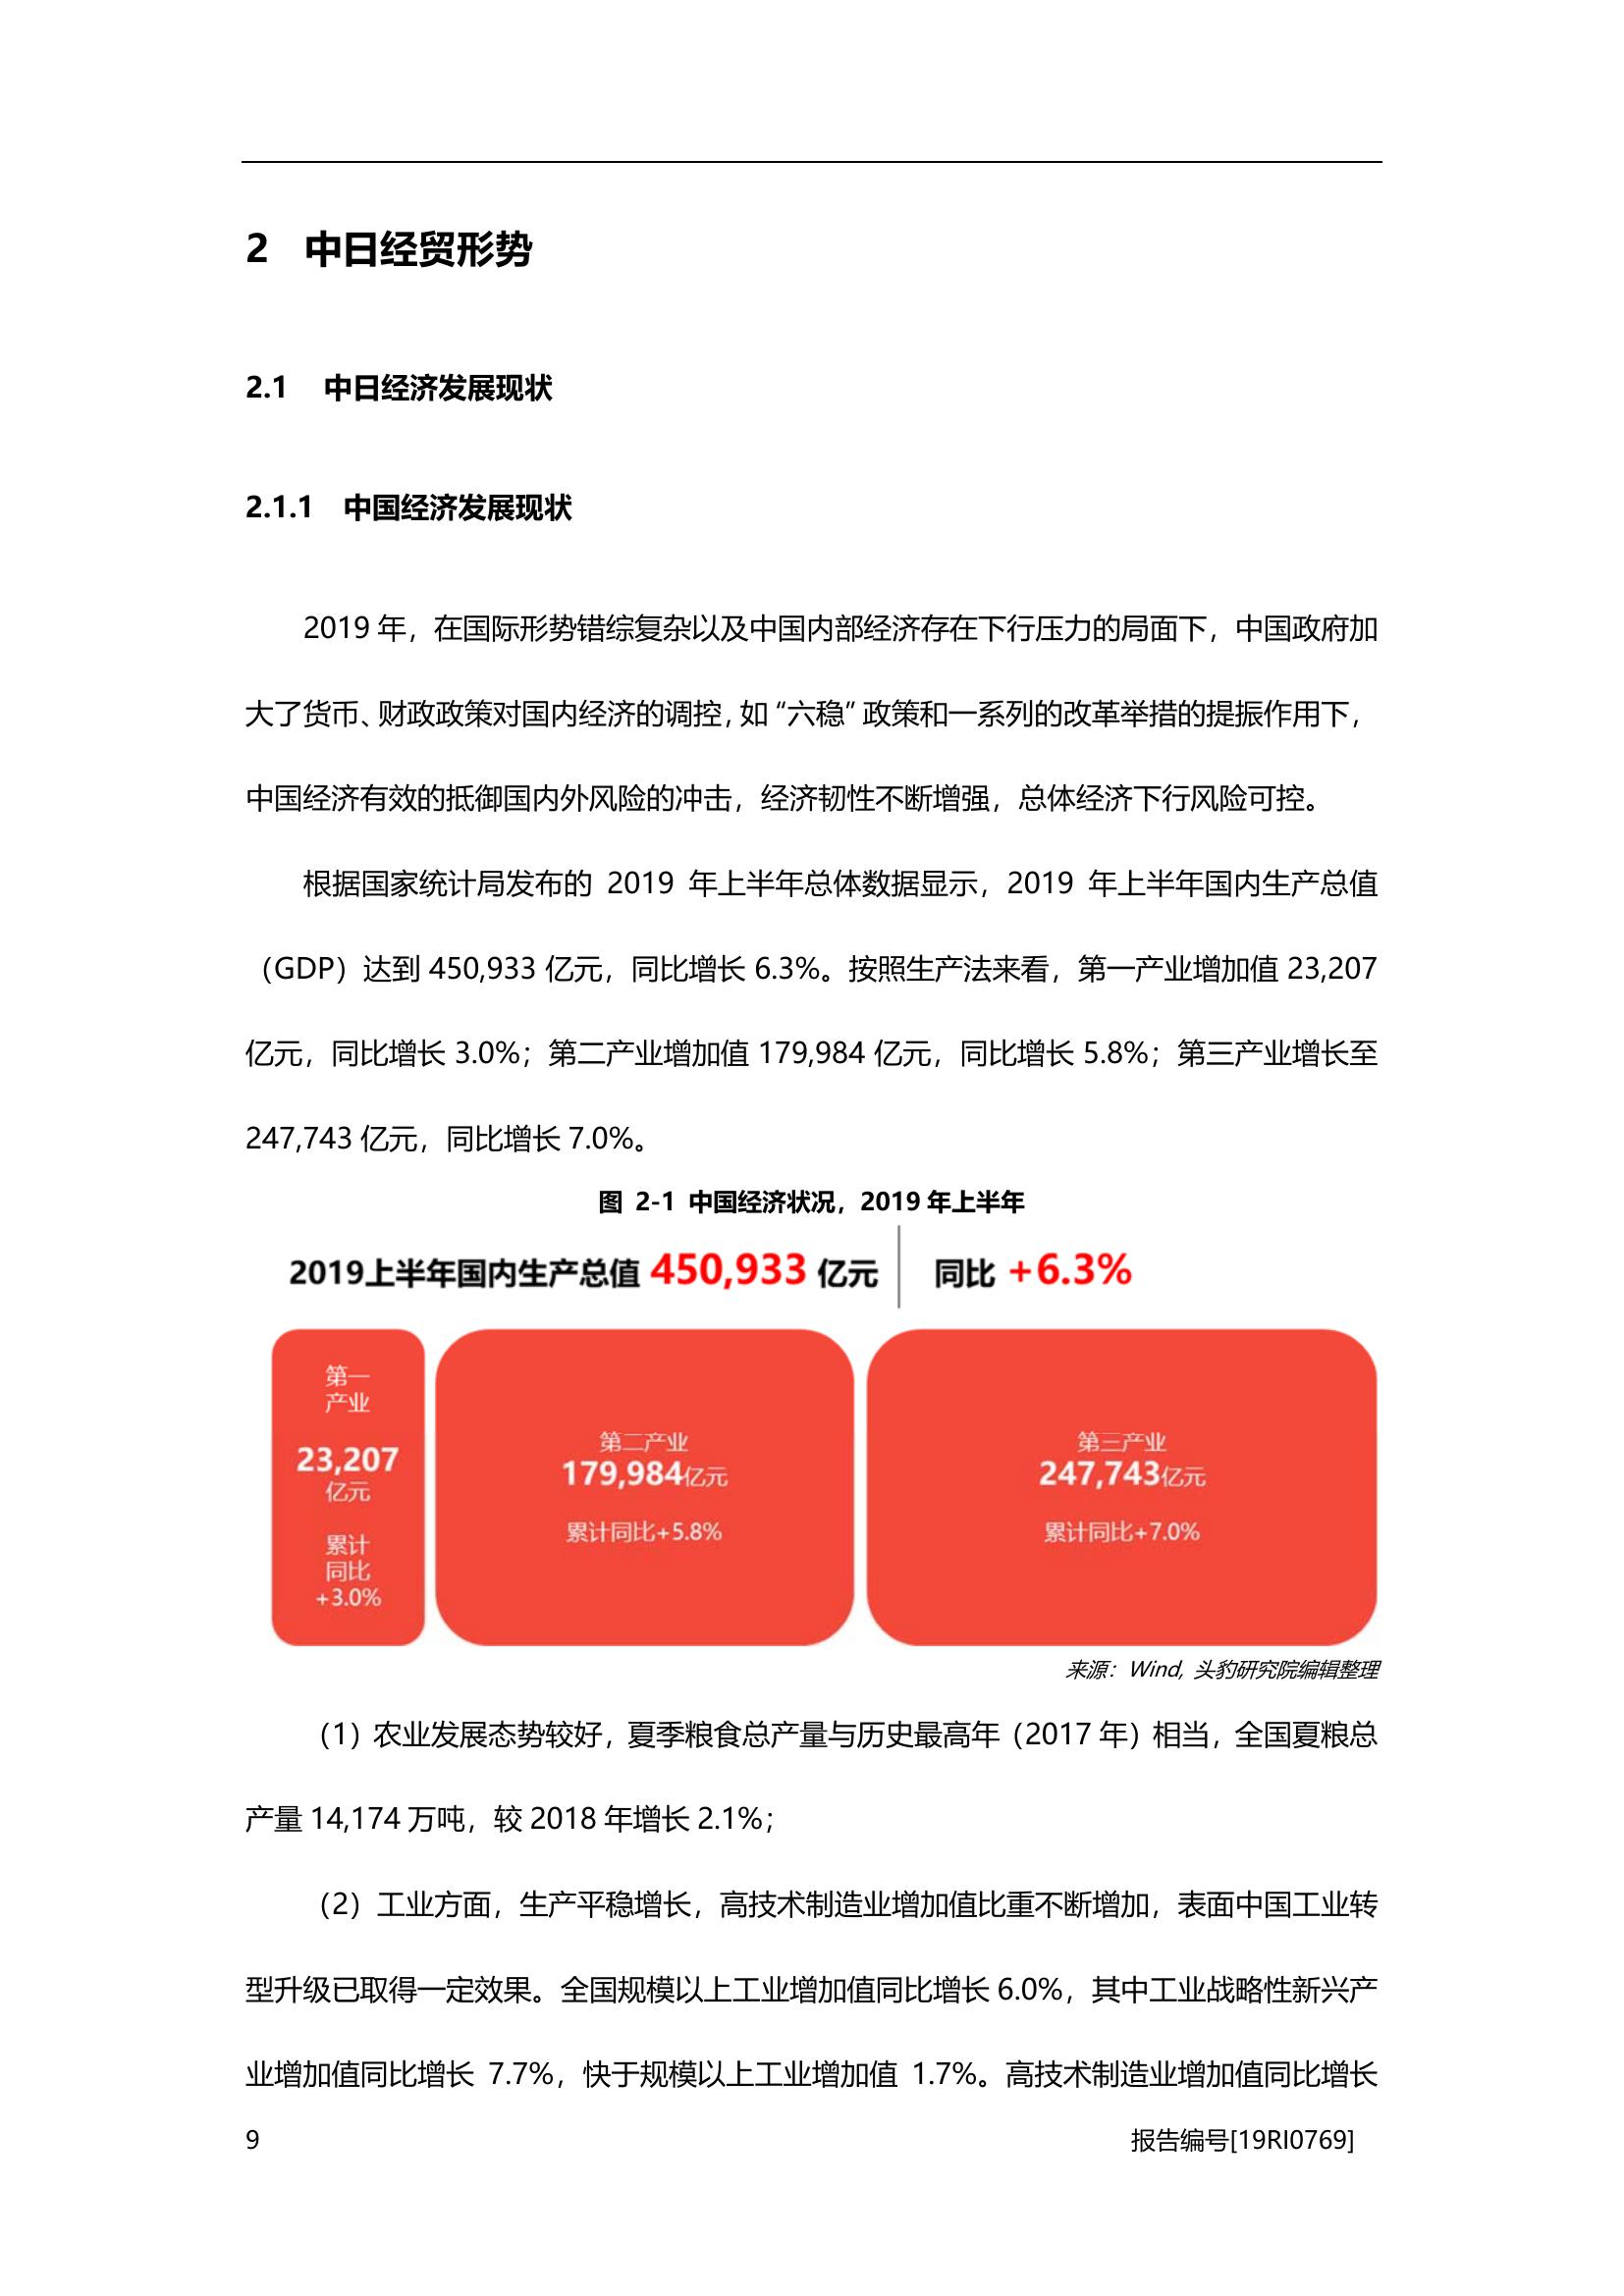 2 中日经贸形势
2.1 中日经济发展现状
2.1.1 中国经济发展现状
2019 年，在国际形势错综复杂以及中国内部经济存在下行压力的局面下，中国政府加
大了货币、财政政策对国内经济的调控，如“六稳”政策和一系列的改革举措的提振作用下，
中国经济有效的抵御国内外风险的冲击，经济韧性不断增强，总体经济下行风险可控。
根据国家统计局发布的 2019 年上半年总体数据显示，2019 年上半年国内生产总值
（GDP）达到 450,933 亿元，同比增长 6.3%。按照生产法来看，第一产业增加值 23,207
亿元，同比增长 3.0%；第二产业增加值 179,984 亿元，同比增长 5.8%；第三产业增长至
247,743 亿元，同比增长 7.0%。
图 2-1 中国经济状况，2019 年上半年
2019上半年国内生产总值 450,933 亿元 同比 +6.3%
第一
产业
23,207
亿元
累计
同比
+3.0%
第二产业
179,984亿元
累计同比+5.8%
第三产业
247,743亿元
累计同比+7.0%
来源：Wind，头豹研究院编辑整理
（1）农业发展态势较好，夏季粮食总产量与历史最高年（2017 年）相当，全国夏粮总
产量 14,174 万吨，较 2018 年增长 2.1%；
（2）工业方面，生产平稳增长，高技术制造业增加值比重不断增加，表面中国工业转
型升级已取得一定效果。全国规模以上工业增加值同比增长 6.0%，其中工业战略性新兴产
业增加值同比增长 7.7%，快于规模以上工业增加值 1.7%。高技术制造业增加值同比增长
9 报告编号[19RI0769]